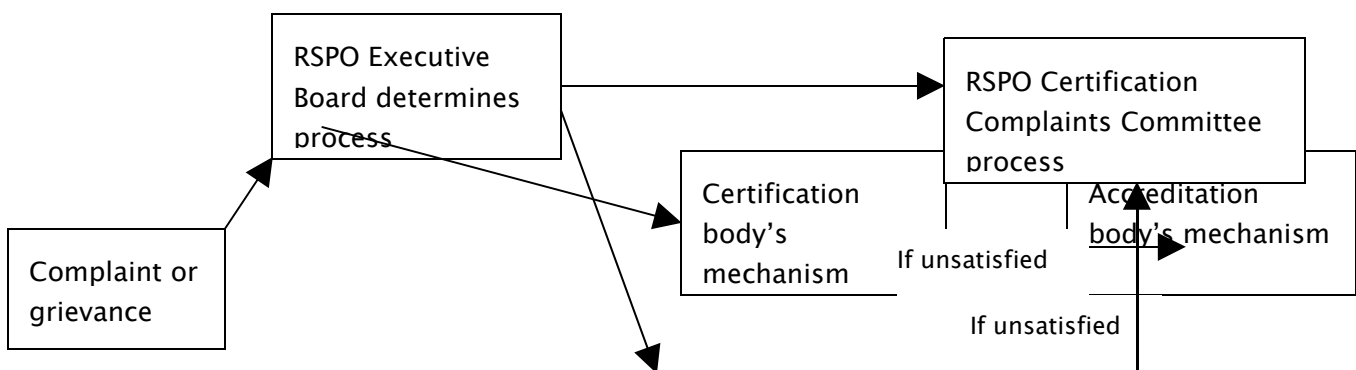 RSPO Executive
Board determines
process
RSPO Certification
Complaints Committee
process
Certification
body's
mechanism
Accreditation
body's mechanism
If unsatisfied
If unsatisfied
Complaint or
grievance